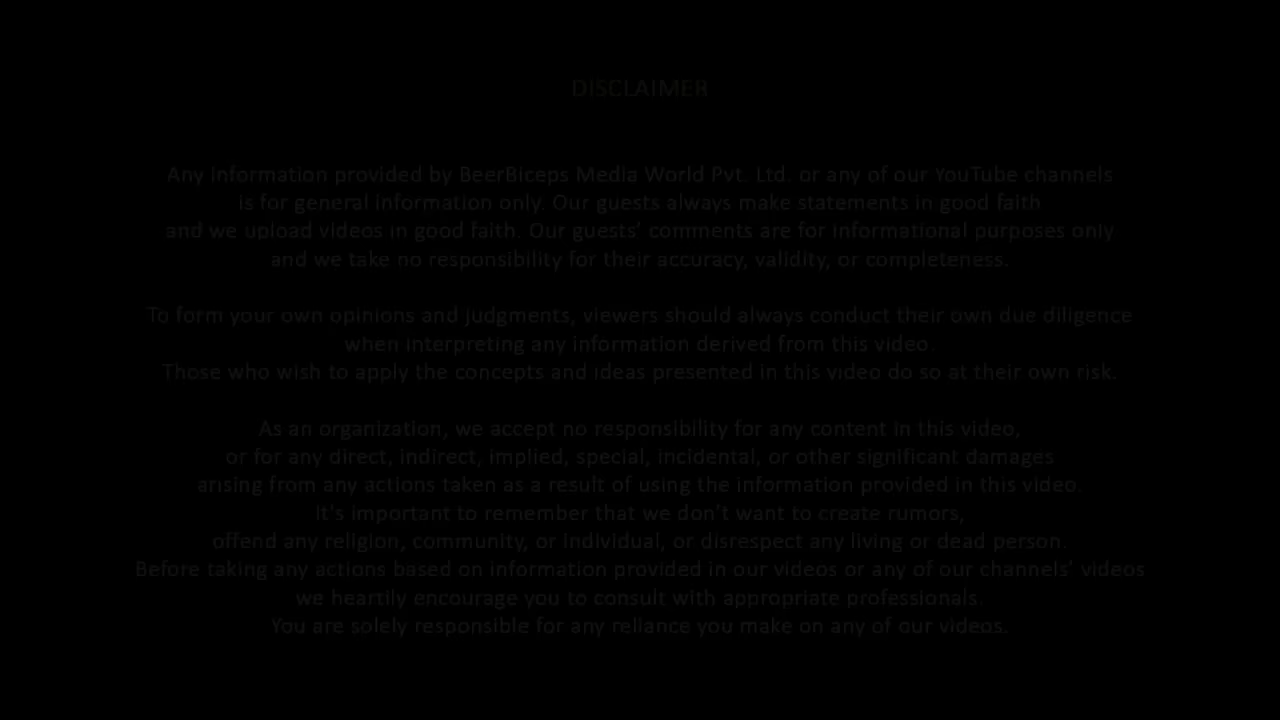 DISCLAIMER
Any information provided by BeerBiceps Media World Pvt. Ltd. or any of our YouTube channels
is for general information only. Our guests always make statements in good faith
and we upload videos in good faith. Our guests' comments are for informational purposes only
and we take no responsibility for their accuracy, validity, or completeness.
To form your own opinions and judgments, viewers should always conduct their own due diligence
when interpreting any information derived from this video.
Those who wish to apply the concepts and ideas presented in this video do so at their own risk.
As an organization, we accept no responsibility for any content in this video,
or for any direct, indirect, implied, special, incidental, or other significant damages
arising from any actions taken as a result of using the information provided in this video.
It's important to remember that we don't want to create rumors,
offend any religion, community, or individual, or disrespect any living or dead person.
Before taking any actions based on information provided in our videos or any of our channels' videos
we heartily encourage you to consult with appropriate professionals.
You are solely responsible for any reliance you make on any of our videos.